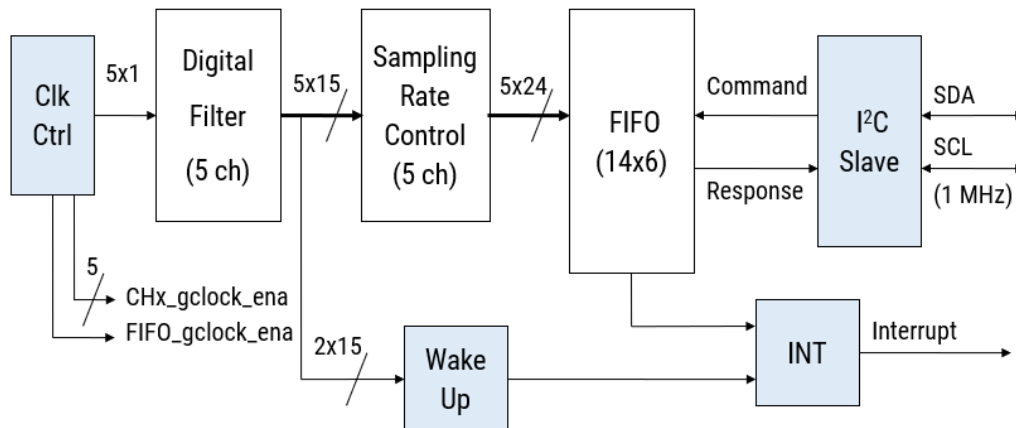 Clk
Ctrl
5x1
Digital
Filter
(5 ch)
5x15
Sampling
Rate
Control
(5 ch)
5x24
FIFO
(14x6)
Command
Response
I²C
Slave
SDA
SCL
(1 MHz)
5
CHx_gclock_ena
FIFO_gclock_ena
2x15
Wake
Up
INT
Interrupt